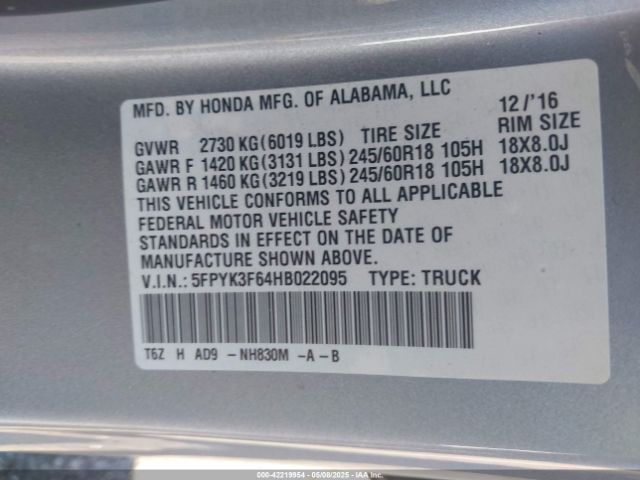 MFD. BY HONDA MFG. OF ALABAMA, LLC 12/'16
GVWR 2730 KG(6019 LBS) TIRE SIZE RIM SIZE
GAWR F 1420 KG(3131 LBS) 245/60R18 105H 18X8.0J
GAWR R 1460 KG(3219 LBS) 245/60R18 105H 18X8.0J
THIS VEHICLE CONFORMS TO ALL APPLICABLE
FEDERAL MOTOR VEHICLE SAFETY
STANDARDS IN EFFECT ON THE DATE OF
MANUFACTURE SHOWN ABOVE.
V.I.N.: 5FPYK3F64HB022095 TYPE: TRUCK
T6Z H AD9 -NH830M -A-B
000-42219954 - 05/08/2025 - IAA Inc. Copyright